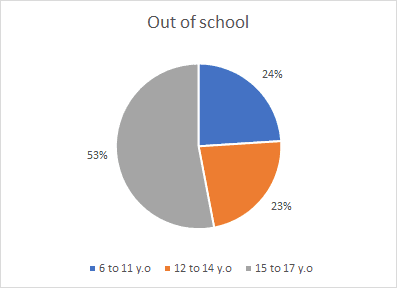 Out of school
24%
53%
23%
6 to 11 y.o 12 to 14 y.o 15 to 17 y.o